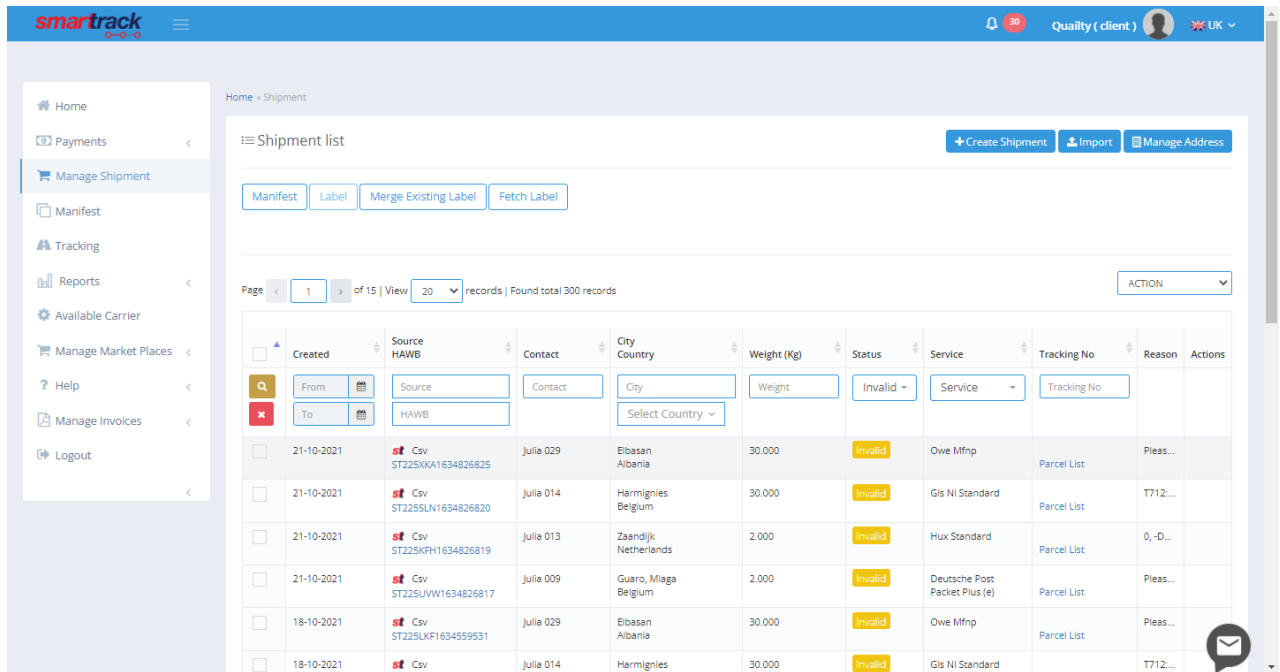 smartrack
30
Quailty ( client )
UK
Home
Payments
Manage Shipment
Manifest
Tracking
Reports
Available Carrier
Manage Market Places
Help
Manage Invoices
Logout
Home » Shipment
Shipment list
Create Shipment Import Manage Address
Manifest Label Merge Existing Label Fetch Label
Page 1 of 15 | View 20 records | Found total 300 records
ACTION
Created Source HAWB Contact City Country Weight (Kg) Status Service Tracking No Reason Actions
From Source Contact City Weight Invalid Service Tracking No
To HAWB Select Country
21-10-2021 st Csv Julia 029 Elbasan 30.000 Invalid Owe Mfnp Pleas...
ST225XKA1634826825 Albania Parcel List
21-10-2021 st Csv Julia 014 Harmignies 30.000 Invalid Gls Nl Standard T712:...
ST225SLN1634826820 Belgium Parcel List
21-10-2021 st Csv Julia 013 Zaandijk 2.000 Invalid Hux Standard 0, -D...
ST225KFH1634826819 Netherlands Parcel List
21-10-2021 st Csv Julia 009 Guaro, Mlaga 2.000 Invalid Deutsche Post Pleas...
ST225UVW1634826817 Belgium Packet Plus (e) Parcel List
18-10-2021 st Csv Julia 029 Elbasan 30.000 Invalid Owe Mfnp Pleas...
ST225LKF1634559531 Albania Parcel List
18-10-2021 st Csv Julia 014 Harmignies 30.000 Invalid Gls Nl Standard T712:...